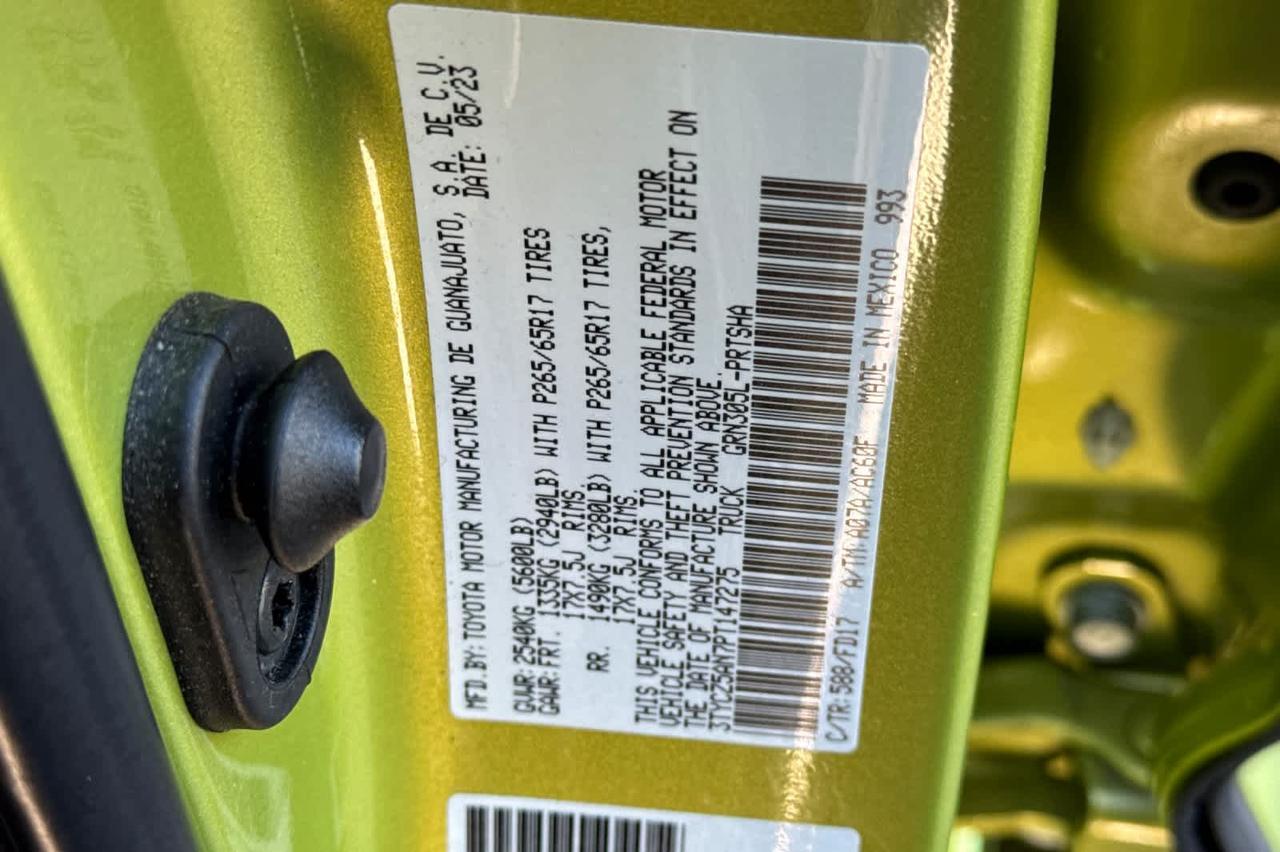 MFD.BY: TOYOTA MOTOR MANUFACTURING DE GUANAJUATO, S.A. DE C.V.
DATE: 05/23
GVWR: 2540KG (5600LB)
GAWR: FRT. 1335KG (2940LB) WITH P265/65R17 TIRES
17X7.5J RIMS
RR. 1490KG (3280LB) WITH P265/65R17 TIRES,
17X7.5J RIMS.
THIS VEHICLE CONFORMS TO ALL APPLICABLE FEDERAL MOTOR
VEHICLE SAFETY AND THEFT PREVENTION STANDARDS IN EFFECT ON
THE DATE OF MANUFACTURE SHOWN ABOVE.
3TYCZ5AN7PT147275 TRUCK GRN305L-PRTSHA
C/TR:588/FD17 A/TM:A07A/AC60F MADE IN MEXICO 993